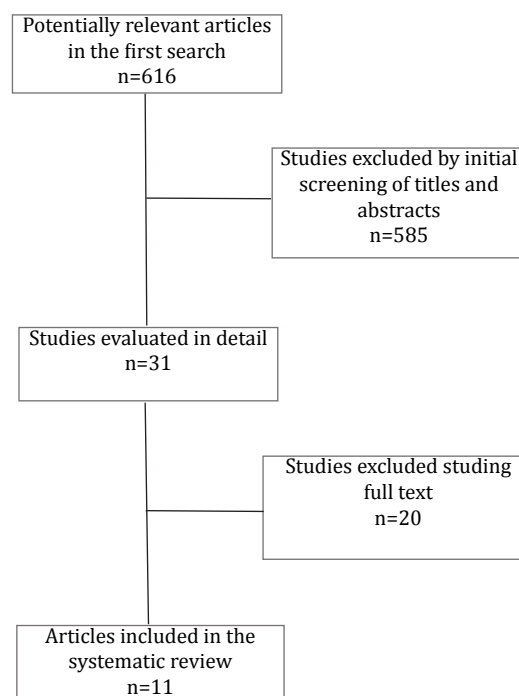 Potentially relevant articles
in the first search
n=616
Studies excluded by initial
screening of titles and
abstracts
n=585
Studies evaluated in detail
n=31
Studies excluded studing
full text
n=20
Articles included in the
systematic review
n=11